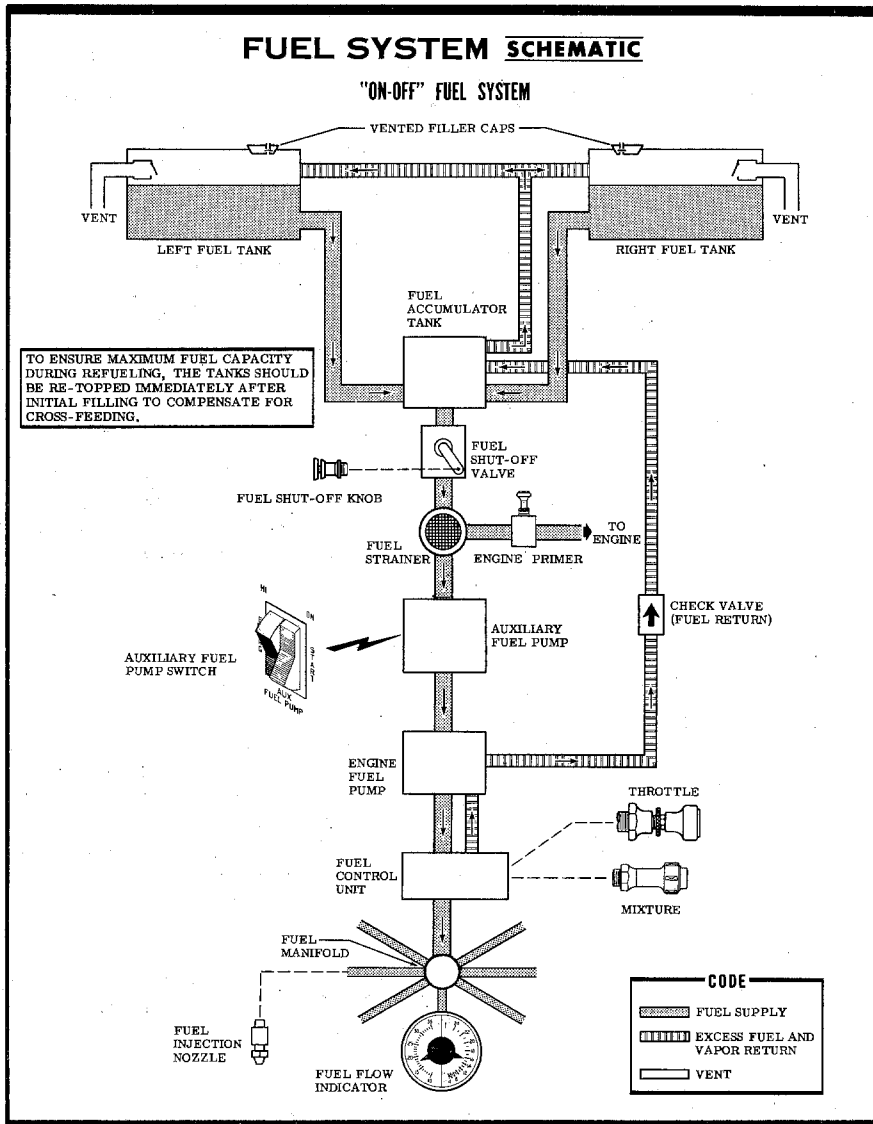 FUEL SYSTEM SCHEMATIC
"ON-OFF" FUEL SYSTEM
VENTED FILLER CAPS
VENT
LEFT FUEL TANK
VENT
RIGHT FUEL TANK
FUEL
ACCUMULATOR
TANK
TO ENSURE MAXIMUM FUEL CAPACITY
DURING REFUELING, THE TANKS SHOULD
BE RE-TOPPED IMMEDIATELY AFTER
INITIAL FILLING TO COMPENSATE FOR
CROSS-FEEDING.
FUEL
SHUT-OFF
VALVE
FUEL SHUT-OFF KNOB
FUEL
STRAINER
ENGINE PRIMER
TO
ENGINE
HI
ON
START
AUX
FUEL PUMP
AUXILIARY FUEL
PUMP SWITCH
AUXILIARY
FUEL PUMP
CHECK VALVE
(FUEL RETURN)
ENGINE
FUEL
PUMP
THROTTLE
FUEL
CONTROL
UNIT
MIXTURE
FUEL
MANIFOLD
FUEL
INJECTION
NOZZLE
FUEL FLOW
INDICATOR
CODE
FUEL SUPPLY
EXCESS FUEL AND
VAPOR RETURN
VENT